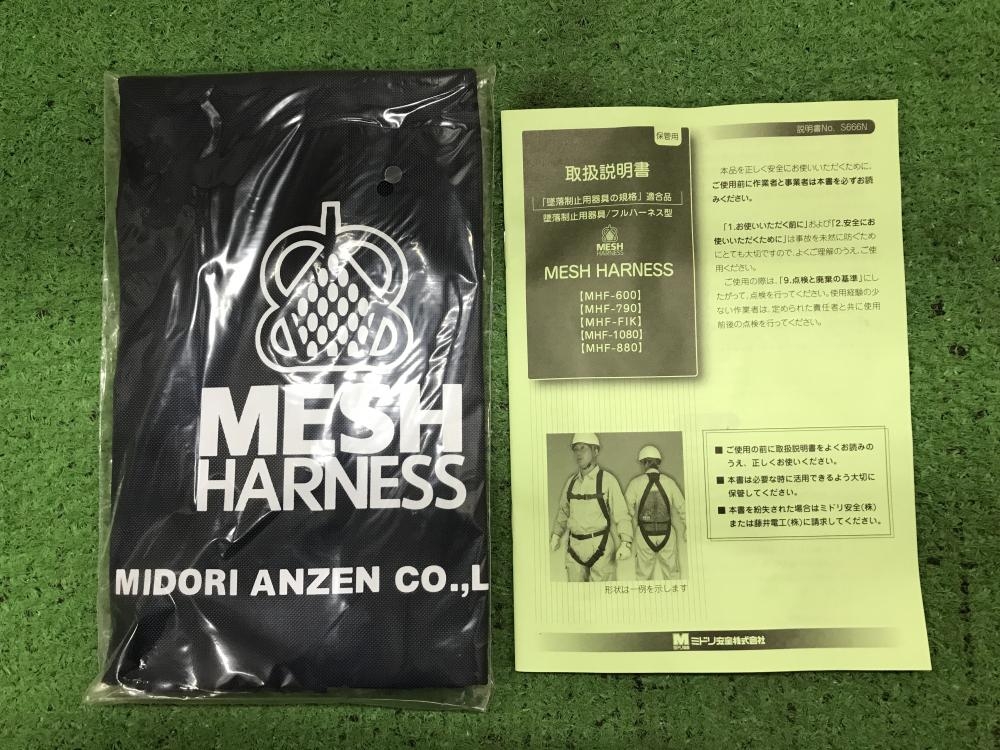 MESH
HARNESS
MIDORI ANZEN CO.,L
保管用
取扱説明書
「墜落制止用器具の規格」適合品
墜落制止用器具/フルハーネス型
MESH
HARNESS
MESH HARNESS
【MHF-600】
【MHF-790】
【MHF-FIK】
【MHF-1080】
【MHF-880】
説明書No. S666N
本品を正しく安全にお使いいただくために、
ご使用前に作業者と事業者は本書を必ずお読
みください。
「1.お使いいただく前に」および「2.安全にお
使いいただくために」は事故を未然に防ぐため
にとても大切ですので、よくご理解のうえ、ご使
用ください。
ご使用の際は、「9.点検と廃棄の基準」にし
たがって、点検を行ってください。使用経験の少
ない作業者は、定められた責任者と共に使用
前後の点検を行ってください。
■ ご使用の前に取扱説明書をよくお読みの
うえ、正しくお使いください。
■ 本書は必要な時に活用できるよう大切に
保管してください。
■ 本書を紛失された場合はミドリ安全(株)
または藤井電工(株)に請求してください。
形状は一例を示します
ミドリ安全株式会社